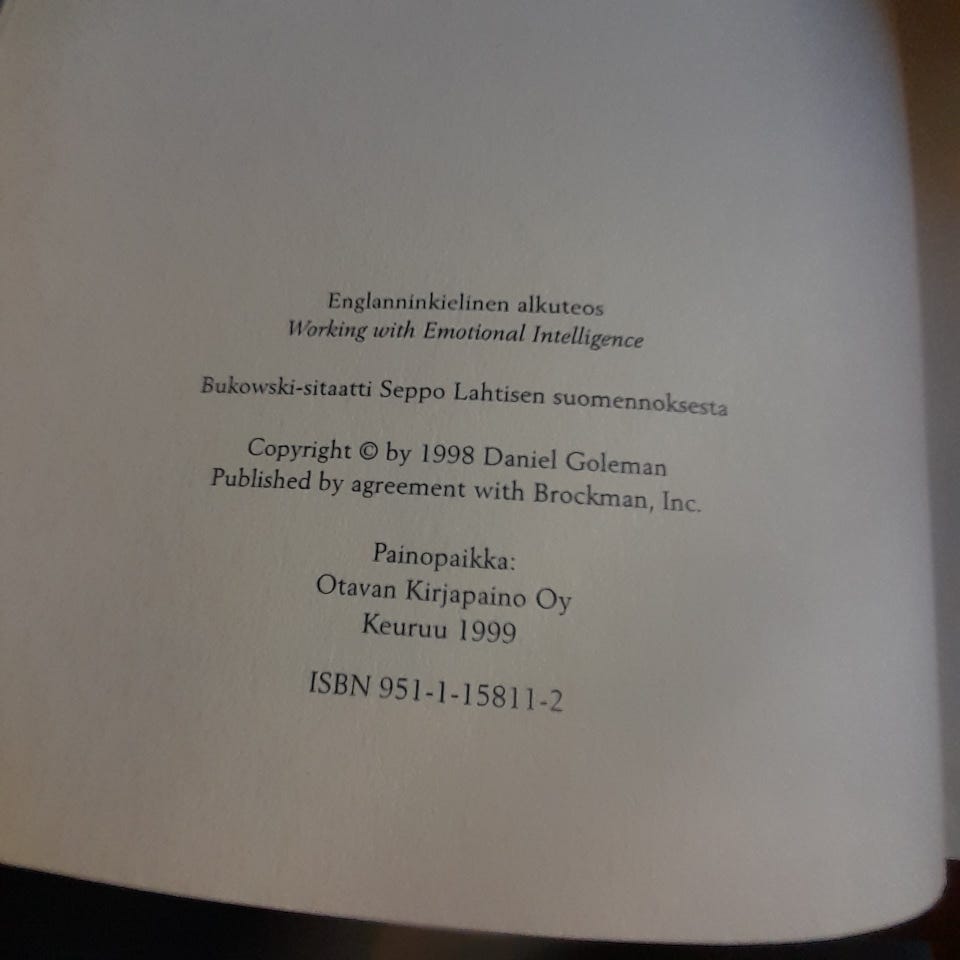 Englanninkielinen alkuteos
Working with Emotional Intelligence
Bukowski-sitaatti Seppo Lahtisen suomennoksesta
Copyright © by 1998 Daniel Goleman
Published by agreement with Brockman, Inc.
Painopaikka:
Otavan Kirjapaino Oy
Keuruu 1999
ISBN 951-1-15811-2